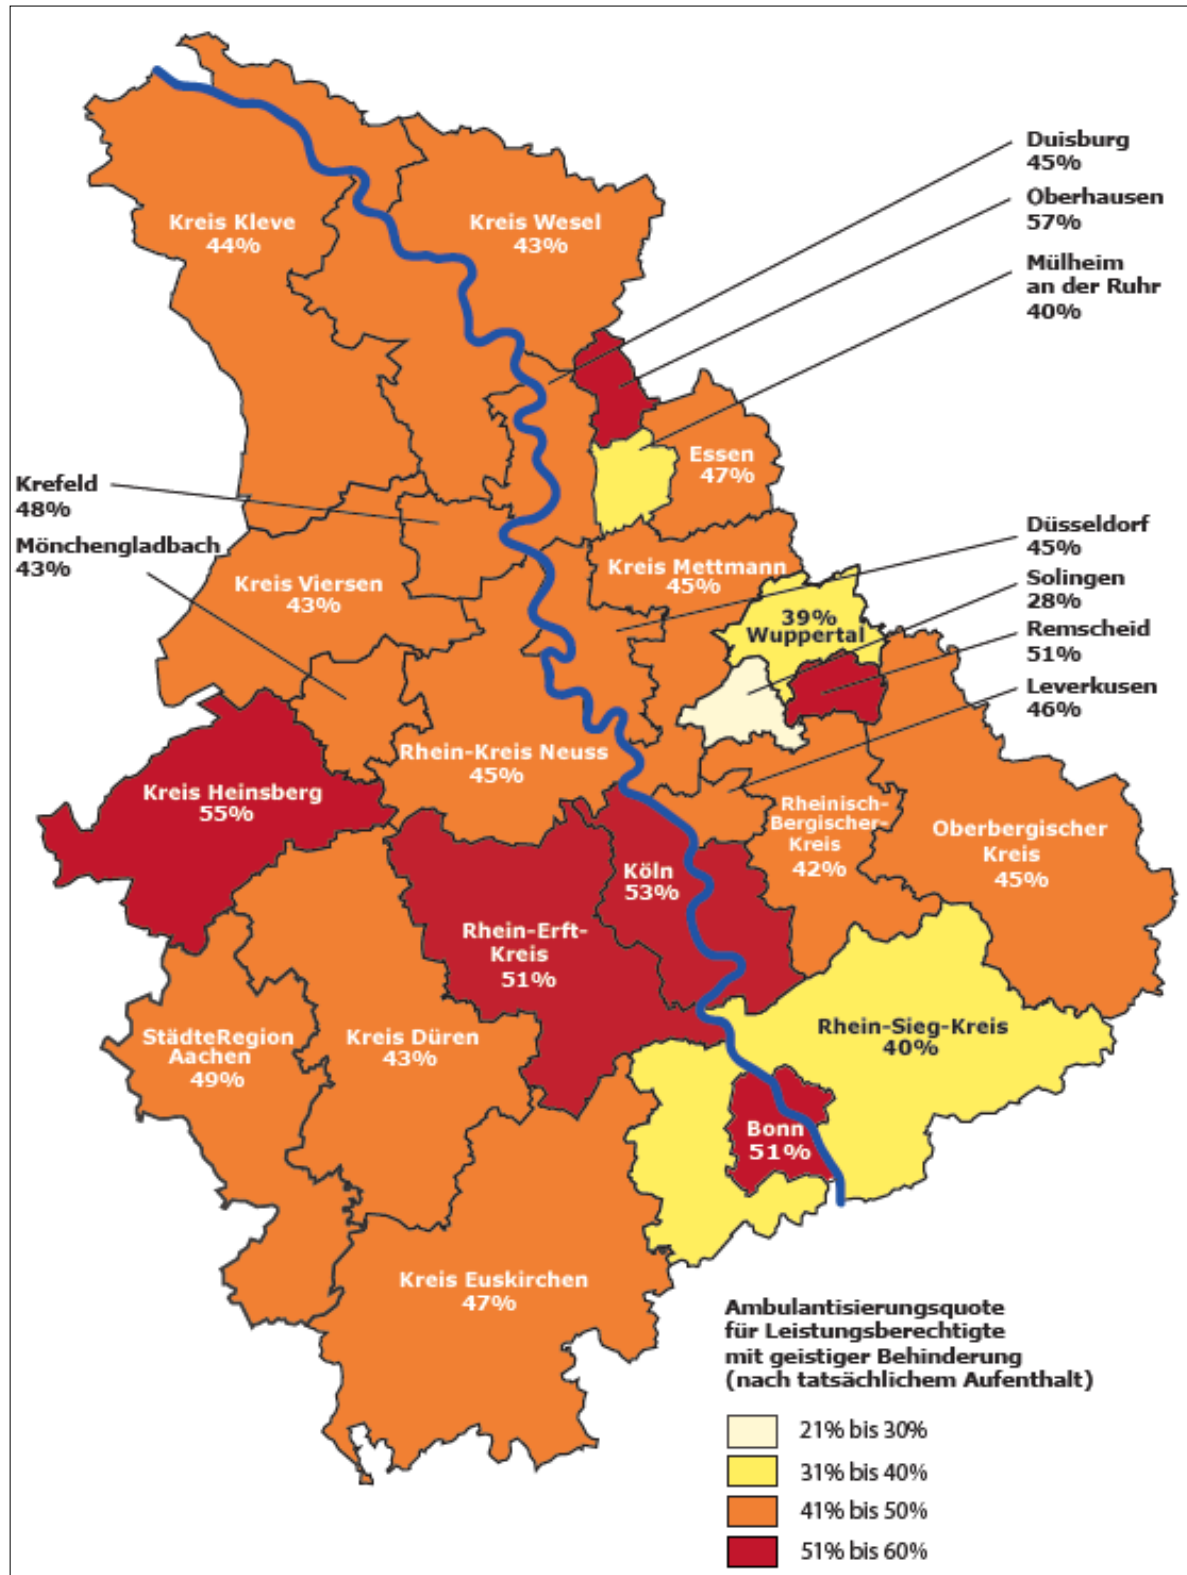 Duisburg
45%
Oberhausen
57%
Mülheim
an der Ruhr
40%
Kreis Kleve
44%
Kreis Wesel
43%
Essen
47%
Krefeld
48%
Mönchengladbach
43%
Kreis Viersen
43%
Kreis Mettmann
45%
Düsseldorf
45%
Solingen
28%
Remscheid
51%
Leverkusen
46%
39%
Wuppertal
Rhein-Kreis Neuss
45%
Kreis Heinsberg
55%
Rheinisch-
Bergischer-
Kreis
42%
Oberbergischer
Kreis
45%
Köln
53%
Rhein-Erft-
Kreis
51%
StädteRegion
Aachen
49%
Kreis Düren
43%
Rhein-Sieg-Kreis
40%
Bonn
51%
Kreis Euskirchen
47%
Ambulantisierungsquote
für Leistungsberechtigte
mit geistiger Behinderung
(nach tatsächlichem Aufenthalt)
21% bis 30%
31% bis 40%
41% bis 50%
51% bis 60%